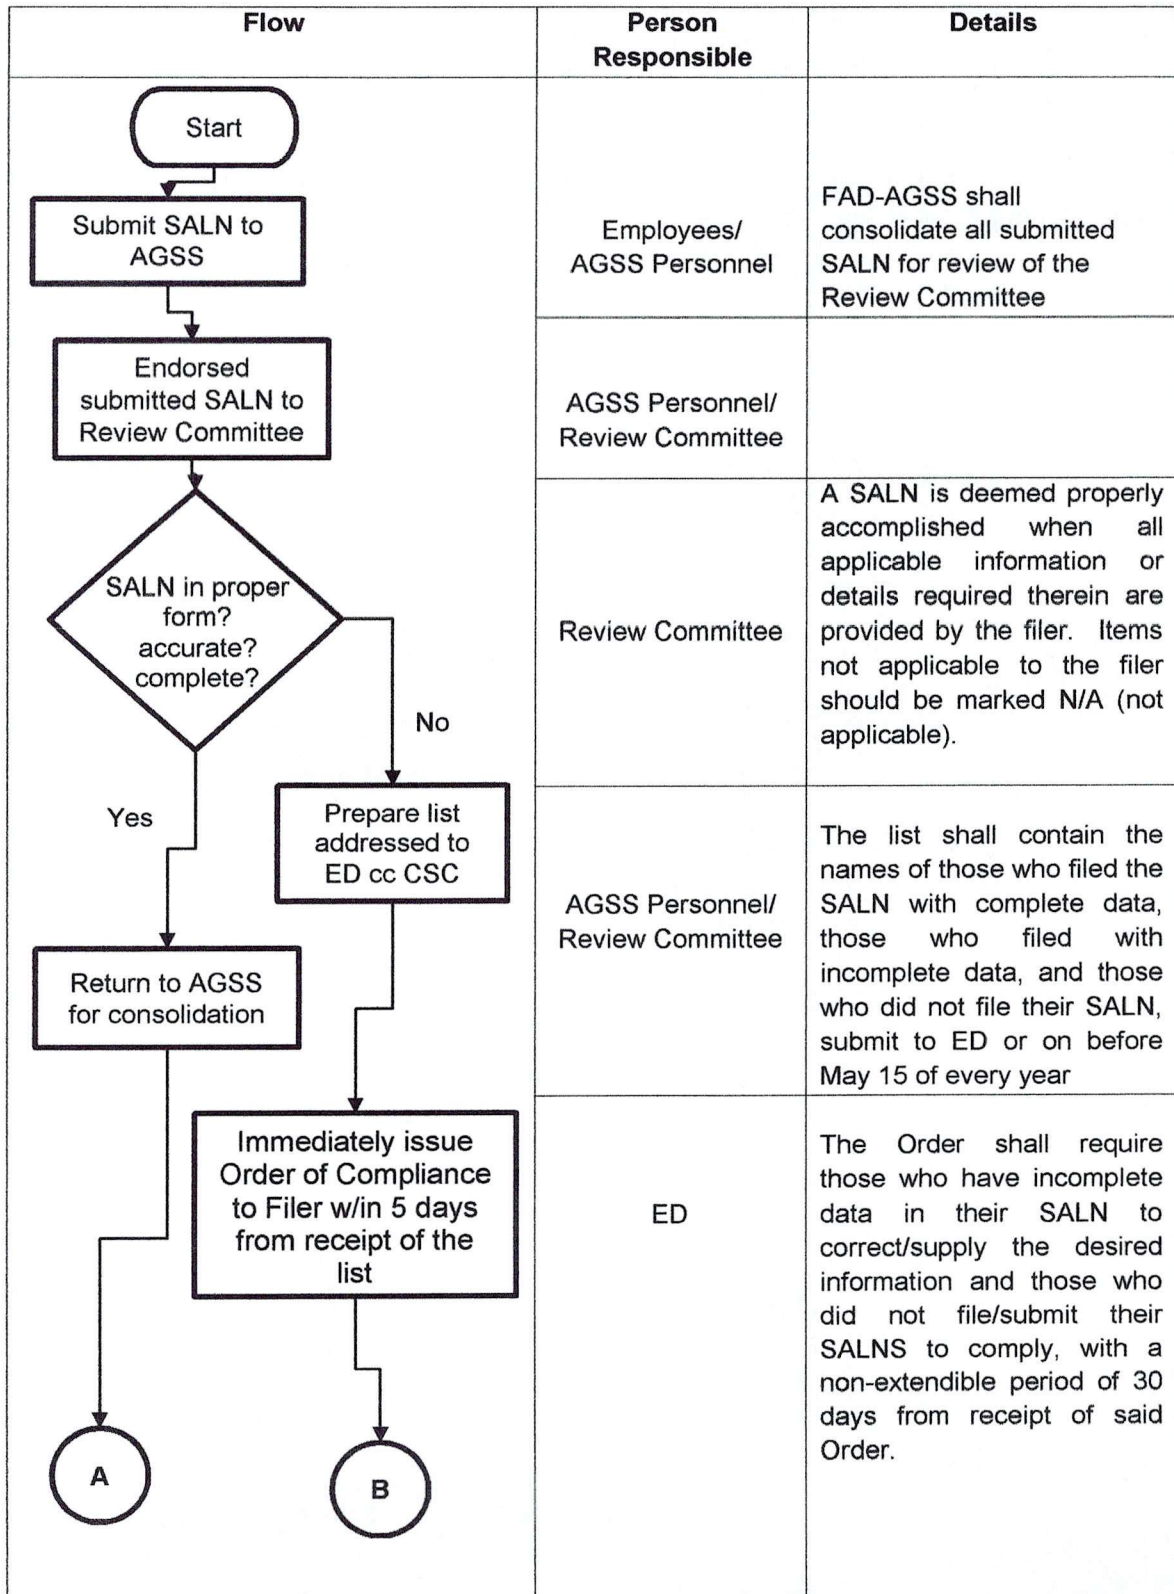 Flow
Person
Responsible
Details
Start
Submit SALN to
AGSS
Employees/
AGSS Personnel
FAD-AGSS shall
consolidate all submitted
SALN for review of the
Review Committee
Endorsed
submitted SALN to
Review Committee
AGSS Personnel/
Review Committee
SALN in proper
form?
accurate?
complete?
No
Yes
Review Committee
A SALN is deemed properly
accomplished when all
applicable information or
details required therein are
provided by the filer. Items
not applicable to the filer
should be marked N/A (not
applicable).
Prepare list
addressed to
ED cc CSC
Return to AGSS
for consolidation
AGSS Personnel/
Review Committee
The list shall contain the
names of those who filed the
SALN with complete data,
those who filed with
incomplete data, and those
who did not file their SALN,
submit to ED or on before
May 15 of every year
Immediately issue
Order of Compliance
to Filer w/in 5 days
from receipt of the
list
ED
The Order shall require
those who have incomplete
data in their SALN to
correct/supply the desired
information and those who
did not file/submit their
SALNS to comply, with a
non-extendible period of 30
days from receipt of said
Order.
A
B